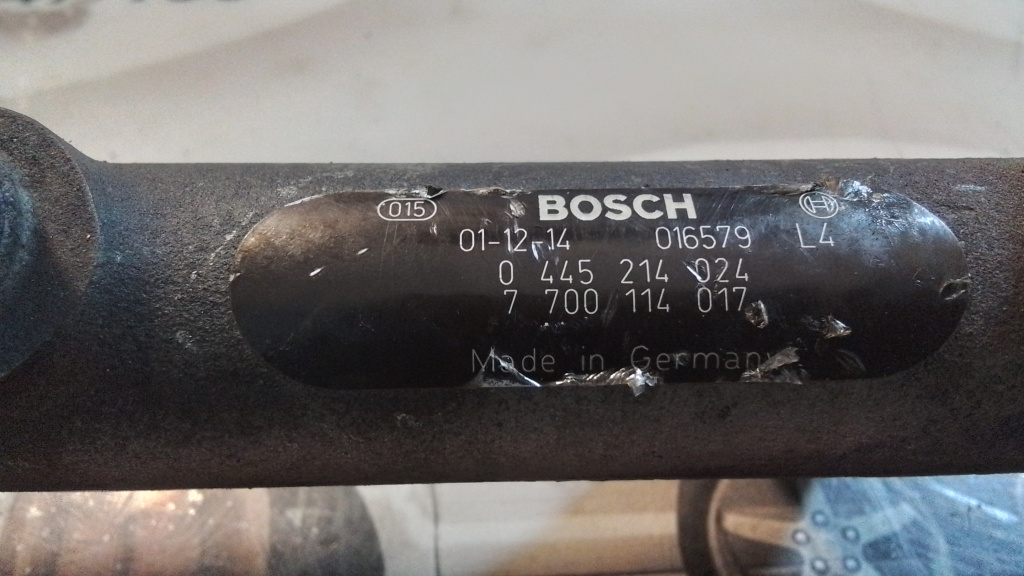 015 BOSCH
01-12-14 016579 L4
0 445 214 024
7 700 114 017
Made in Germany